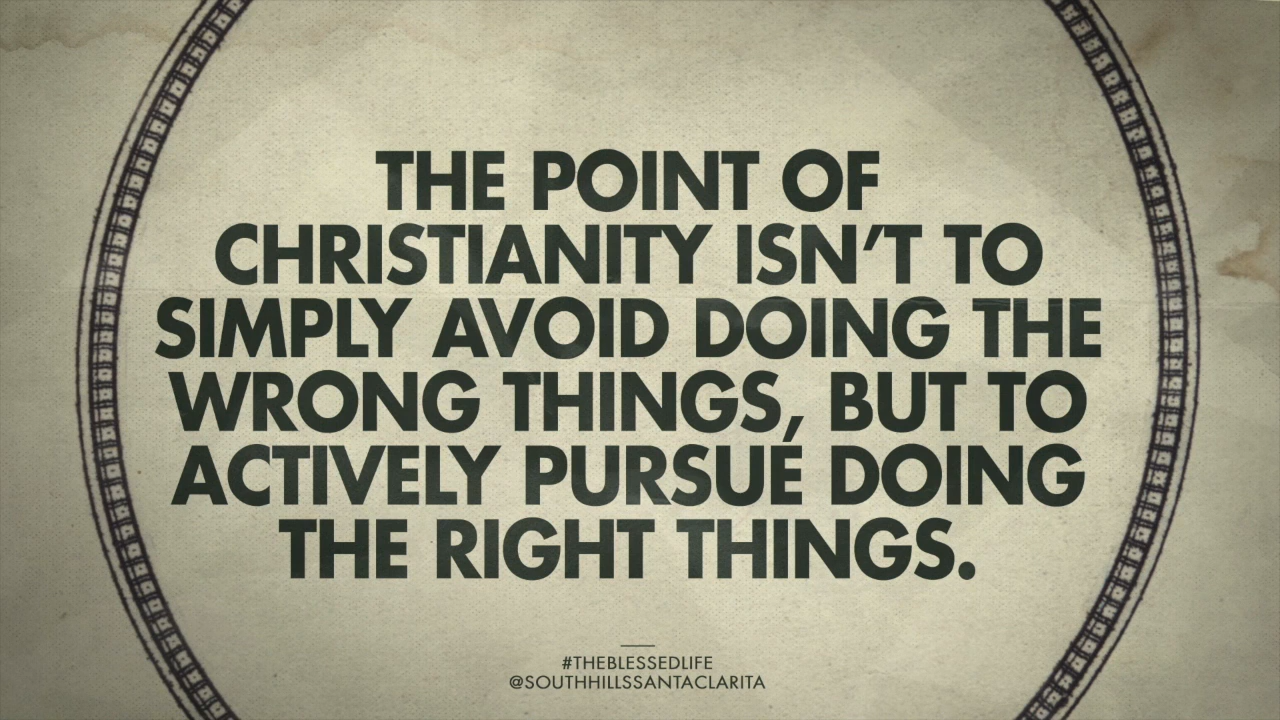 THE POINT OF
CHRISTIANITY ISN'T TO
SIMPLY AVOID DOING THE
WRONG THINGS, BUT TO
ACTIVELY PURSUE DOING
THE RIGHT THINGS.
#THEBLESSEDLIFE
@SOUTHHILLSSANTACLARITA